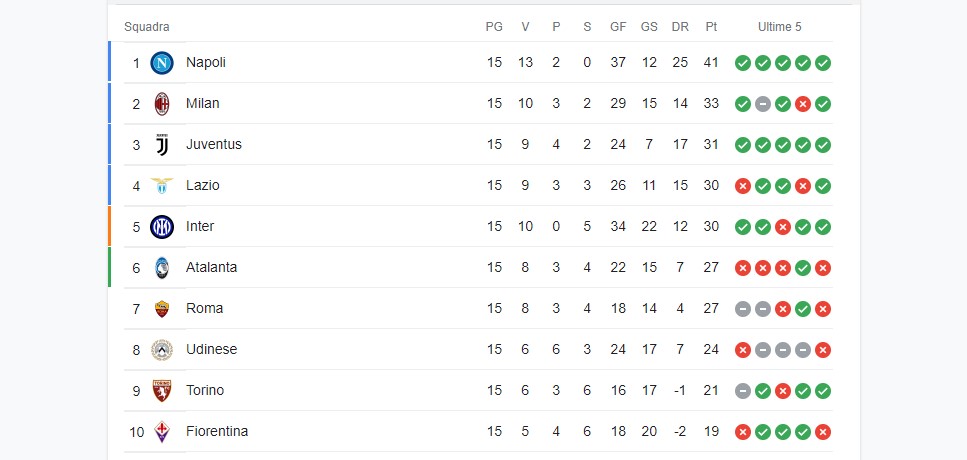 Squadra PG V P S GF GS DR Pt Ultime 5
1 Napoli 15 13 2 0 37 12 25 41
2 Milan 15 10 3 2 29 15 14 33
3 Juventus 15 9 4 2 24 7 17 31
4 Lazio 15 9 3 3 26 11 15 30
5 Inter 15 10 0 5 34 22 12 30
6 Atalanta 15 8 3 4 22 15 7 27
7 Roma 15 8 3 4 18 14 4 27
8 Udinese 15 6 6 3 24 17 7 24
9 Torino 15 6 3 6 16 17 -1 21
10 Fiorentina 15 5 4 6 18 20 -2 19